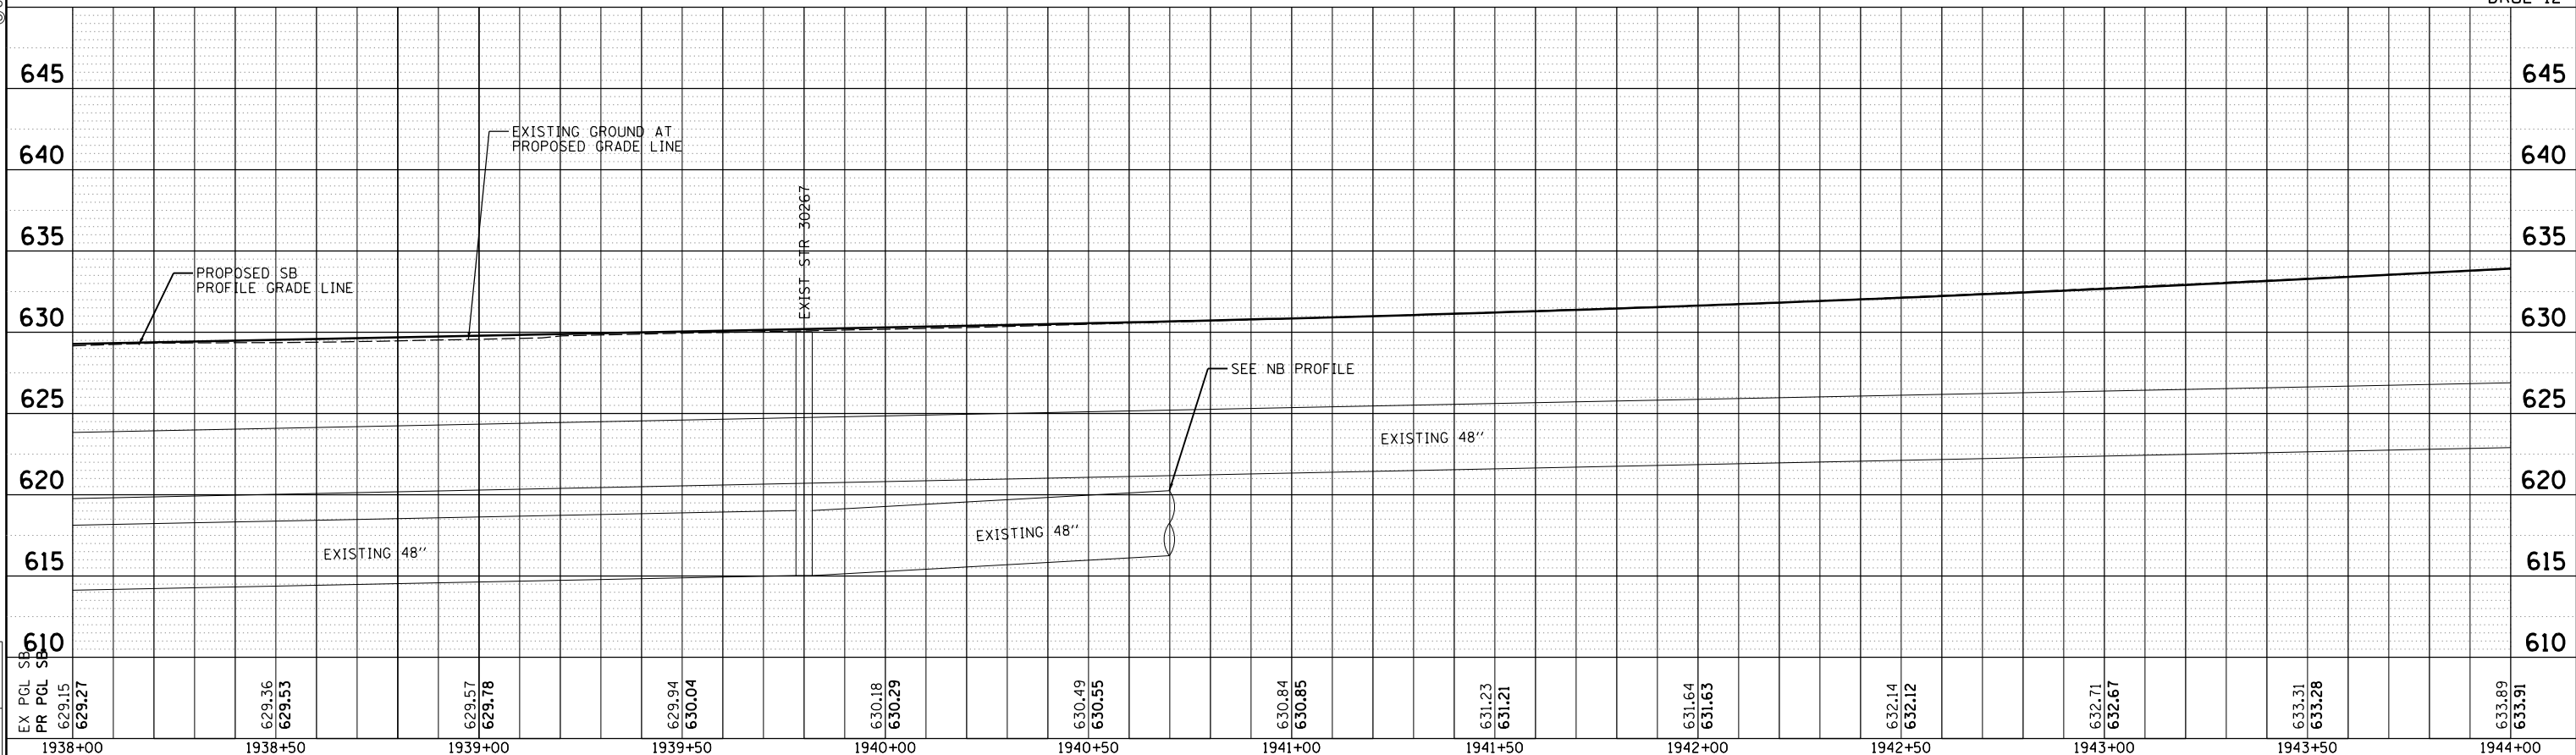 645 645
EXISTING GROUND AT
PROPOSED GRADE LINE
640 640
EXIST STR 30267
635 635
PROPOSED SB
PROFILE GRADE LINE
630 630
SEE NB PROFILE
625 625
EXISTING 48''
620 620
EXISTING 48''
EXISTING 48''
615 615
610 610
EX PGL SB
PR PGL SB
629.15 629.36 629.57 629.94 630.18 630.49 630.84 631.23 631.64 632.14 632.71 633.31 633.89
629.27 629.53 629.78 630.04 630.29 630.55 630.85 631.21 631.63 632.12 632.67 633.28 633.91
1938+00 1938+50 1939+00 1939+50 1940+00 1940+50 1941+00 1941+50 1942+00 1942+50 1943+00 1943+50 1944+00